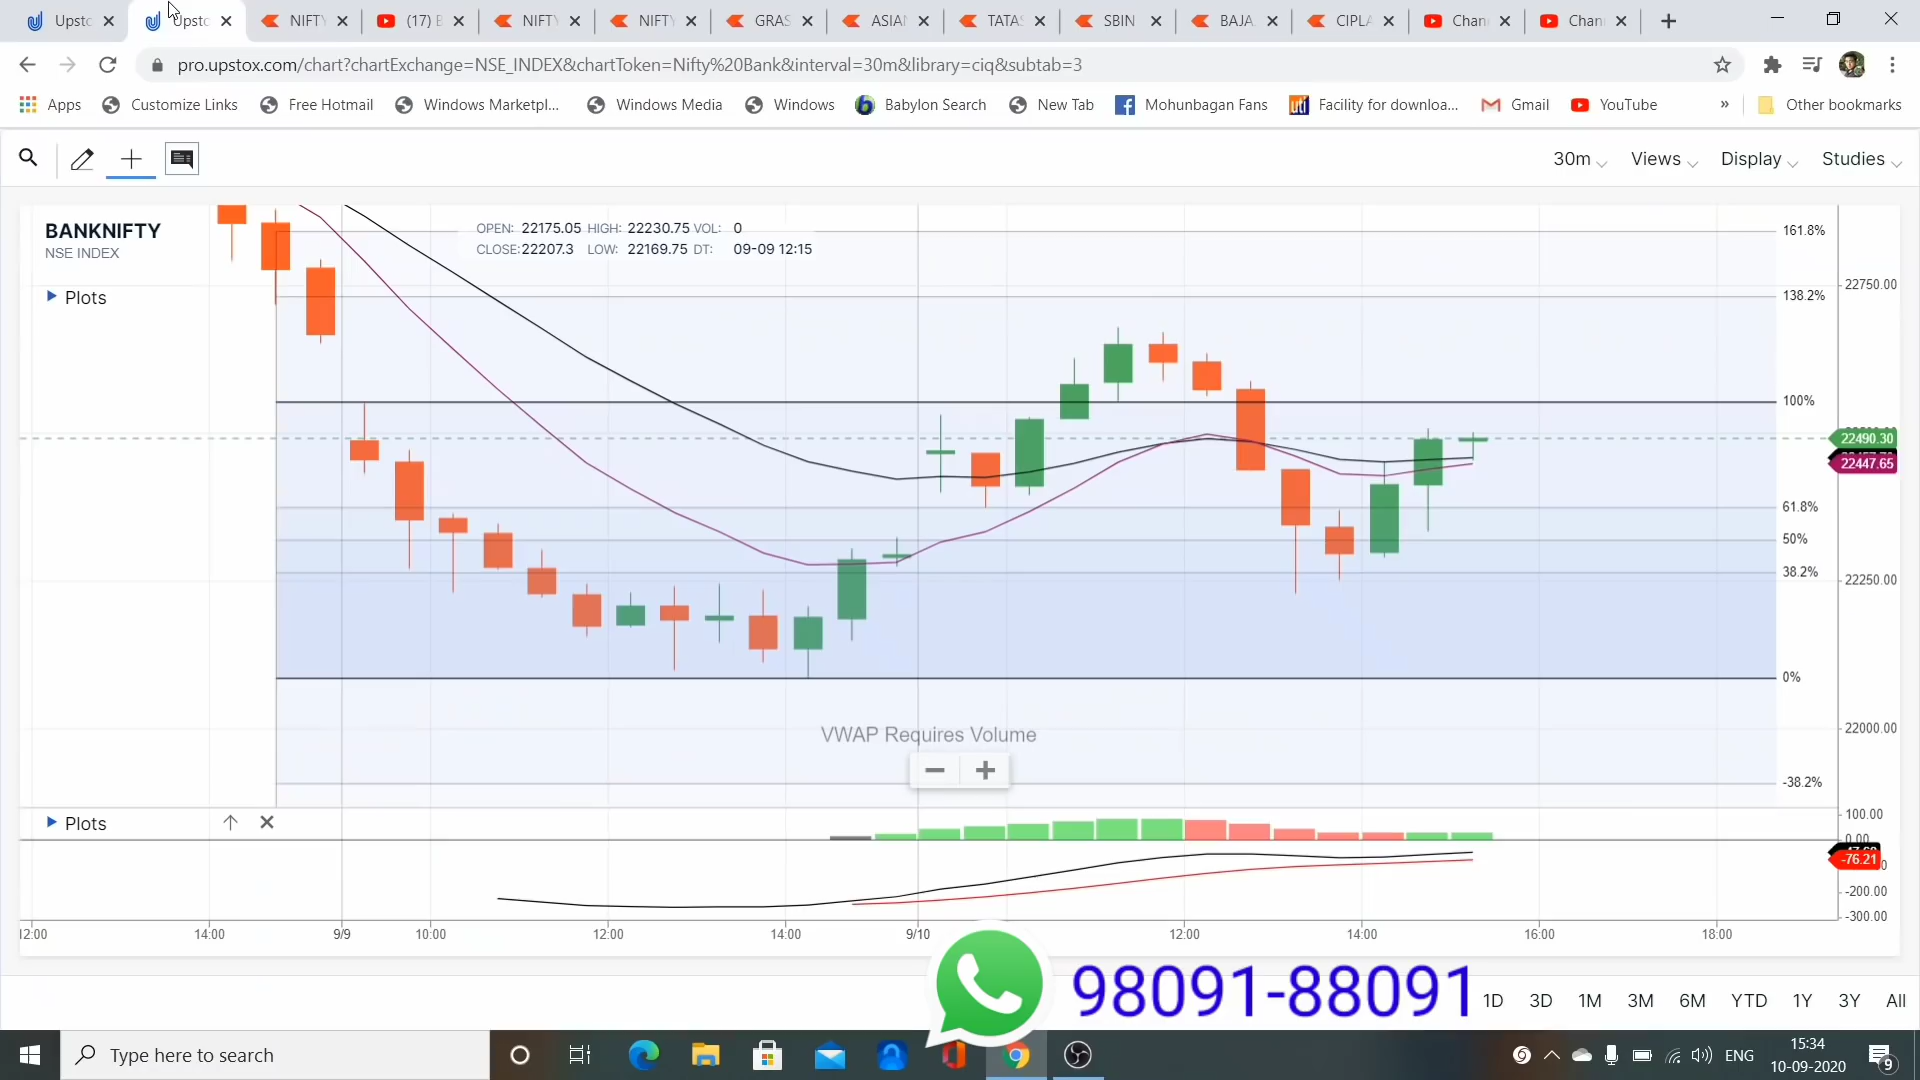 Upsto
Upsto
NIFTY
(17) B
NIFTY
NIFTY
GRAS
ASIAN
TATAS
SBIN
BAJA
CIPLA
Chan
Chan
pro.upstox.com/chart?chartExchange=NSE_INDEX&chartToken=Nifty%20Bank&interval=30m&library=ciq&subtab=3
Apps
Customize Links
Free Hotmail
Windows Marketpl...
Windows Media
Windows
Babylon Search
New Tab
Mohunbagan Fans
uti
Facility for downloa...
Gmail
YouTube
»
Other bookmarks
30m
Views
Display
Studies
BANKNIFTY
NSE INDEX
OPEN: 22175.05 HIGH: 22230.75 VOL: 0
CLOSE:22207.3 LOW: 22169.75 DT: 09-09 12:15
Plots
161.8%
138.2%
100%
61.8%
50%
38.2%
0%
-38.2%
22750.00
22490.30
22447.65
22250.00
22000.00
VWAP Requires Volume
Plots
100.00
0.00
-76.21
-200.00
-300.00
12:00
14:00
9/9
10:00
12:00
14:00
9/10
12:00
14:00
16:00
18:00
98091-88091
1D
3D
1M
3M
6M
YTD
1Y
3Y
All
Type here to search
ENG
15:34
10-09-2020
9